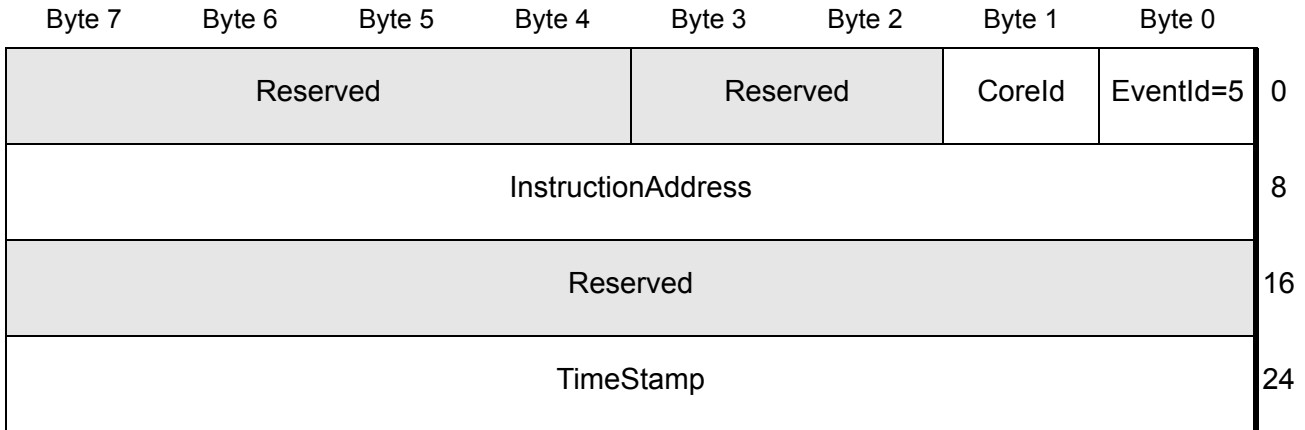 Byte 7 Byte 6 Byte 5 Byte 4 Byte 3 Byte 2 Byte 1 Byte 0
Reserved Reserved CoreId EventId=5 0
InstructionAddress 8
Reserved 16
TimeStamp 24